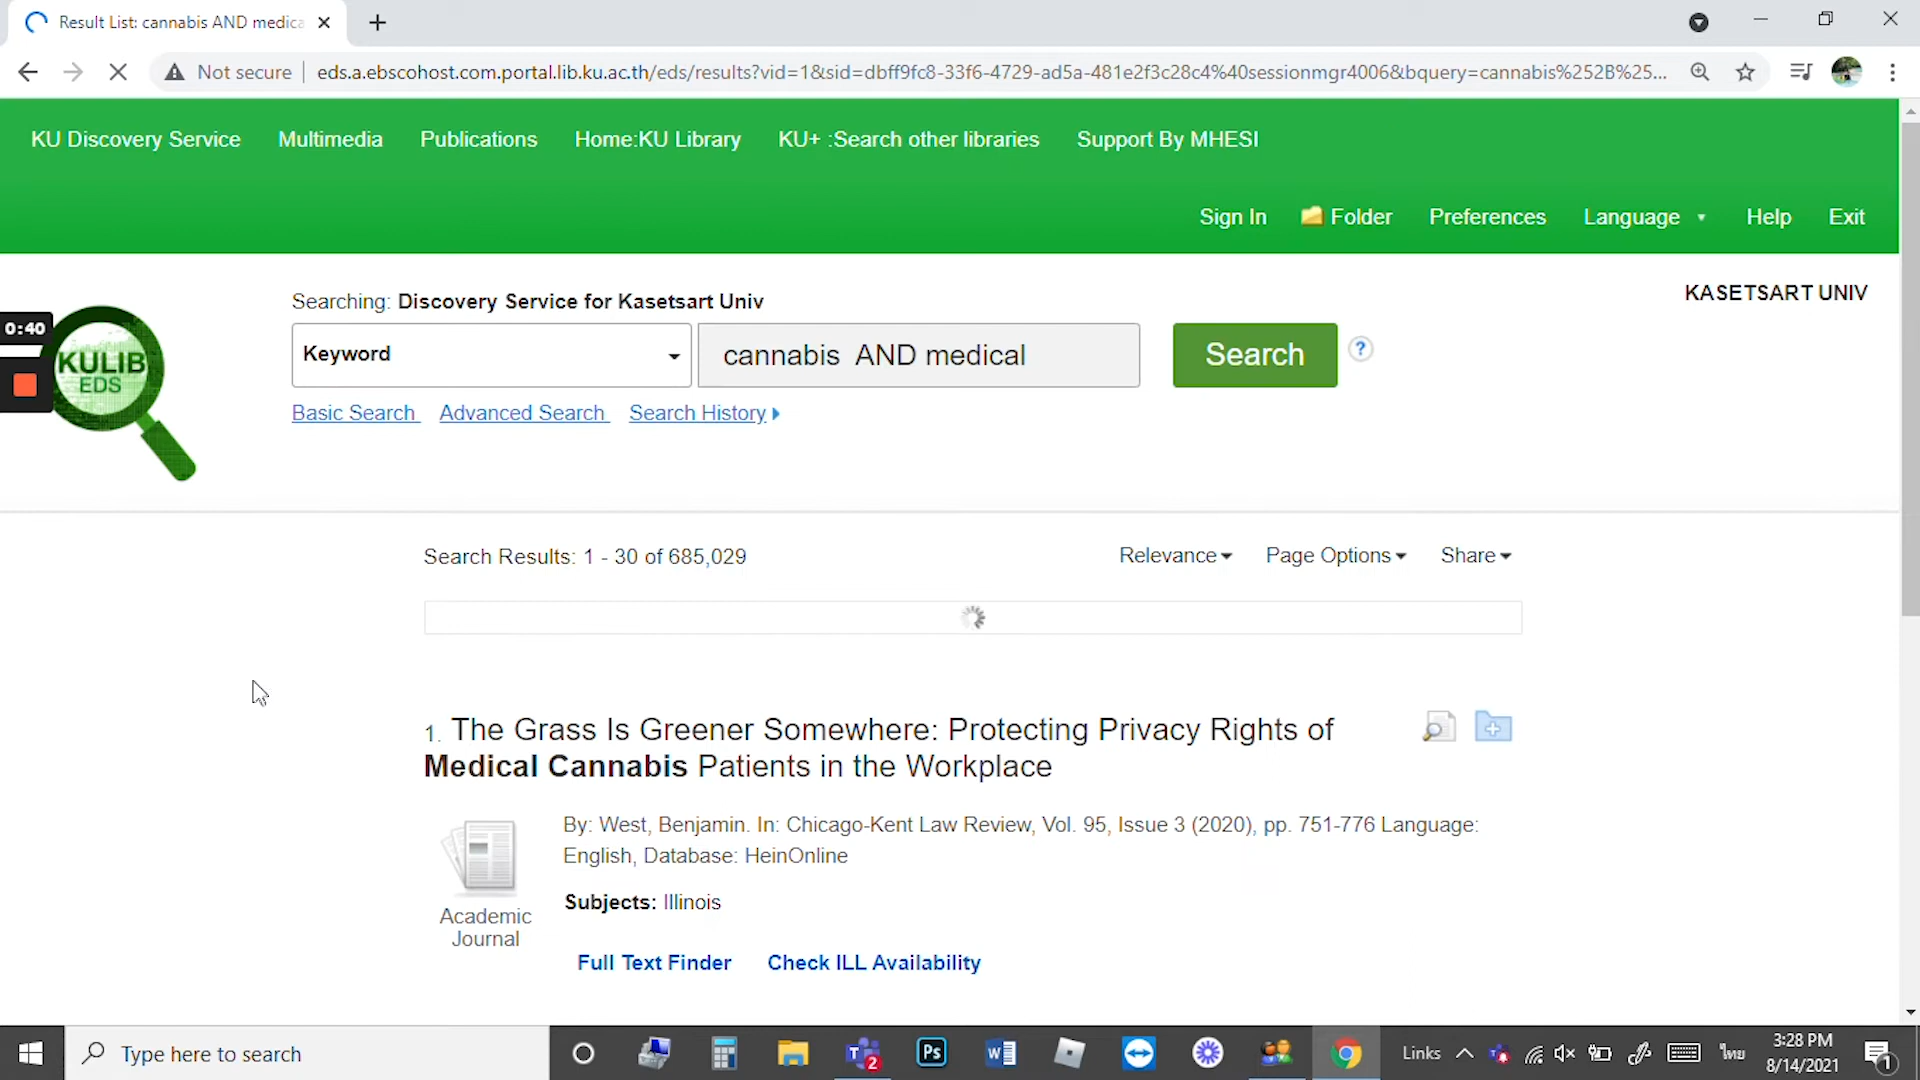 Result List: cannabis AND medica
Not secure
eds.a.ebscohost.com.portal.lib.ku.ac.th/eds/results?vid=1&sid=dbff9fc8-33f6-4729-ad5a-481e2f3c28c4%40sessionmgr4006&bquery=cannabis%252B%25...
KU Discovery Service Multimedia Publications Home:KU Library KU+ :Search other libraries Support By MHESI
Sign In Folder Preferences Language Help Exit
Searching: Discovery Service for Kasetsart Univ
KASETSART UNIV
0:40
KULIB
EDS
Keyword
cannabis AND medical
Search
?
Basic Search Advanced Search Search History
Search Results: 1 - 30 of 685,029
Relevance Page Options Share
1. The Grass Is Greener Somewhere: Protecting Privacy Rights of
Medical Cannabis Patients in the Workplace
By: West, Benjamin. In: Chicago-Kent Law Review, Vol. 95, Issue 3 (2020), pp. 751-776 Language:
English, Database: HeinOnline
Subjects: Illinois
Academic
Journal
Full Text Finder Check ILL Availability
Type here to search
2
Ps
W
Links
ไทย
3:28 PM
8/14/2021
1